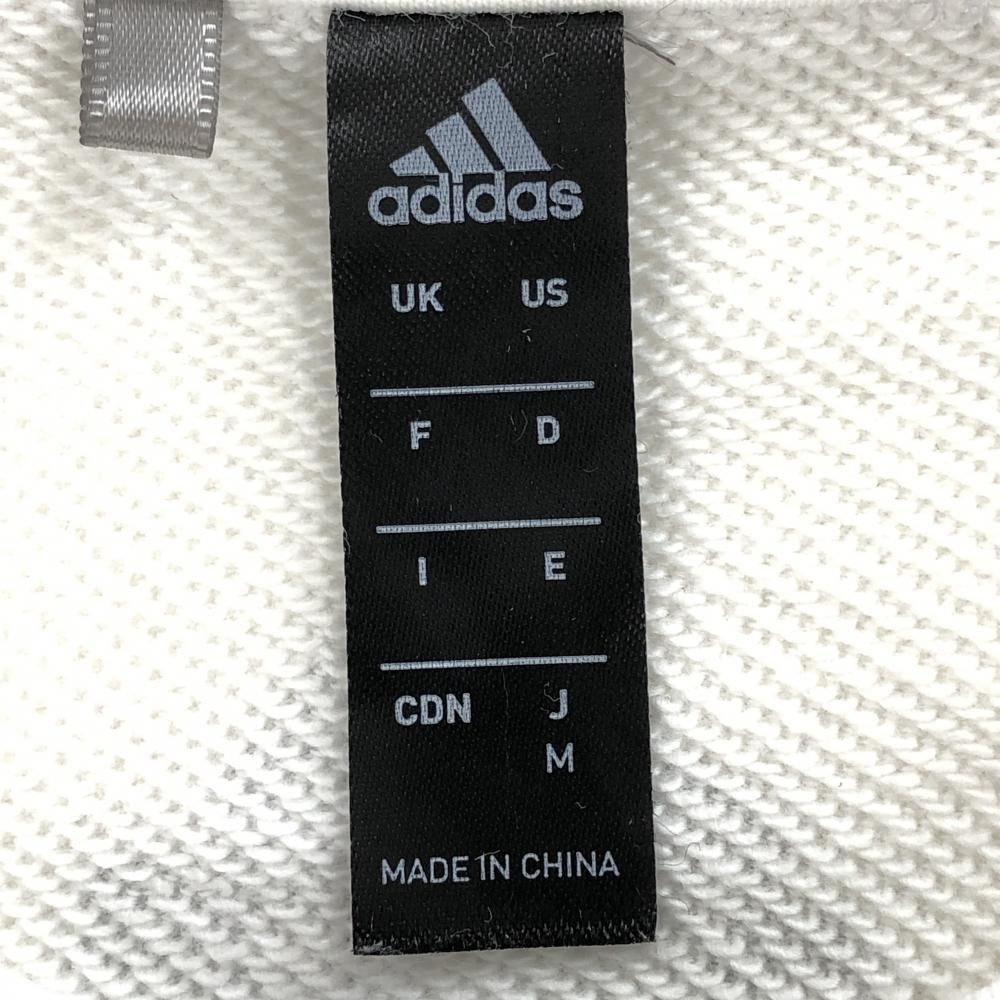 adidas
UK US
F D
I E
CDN J
M
MADE IN CHINA